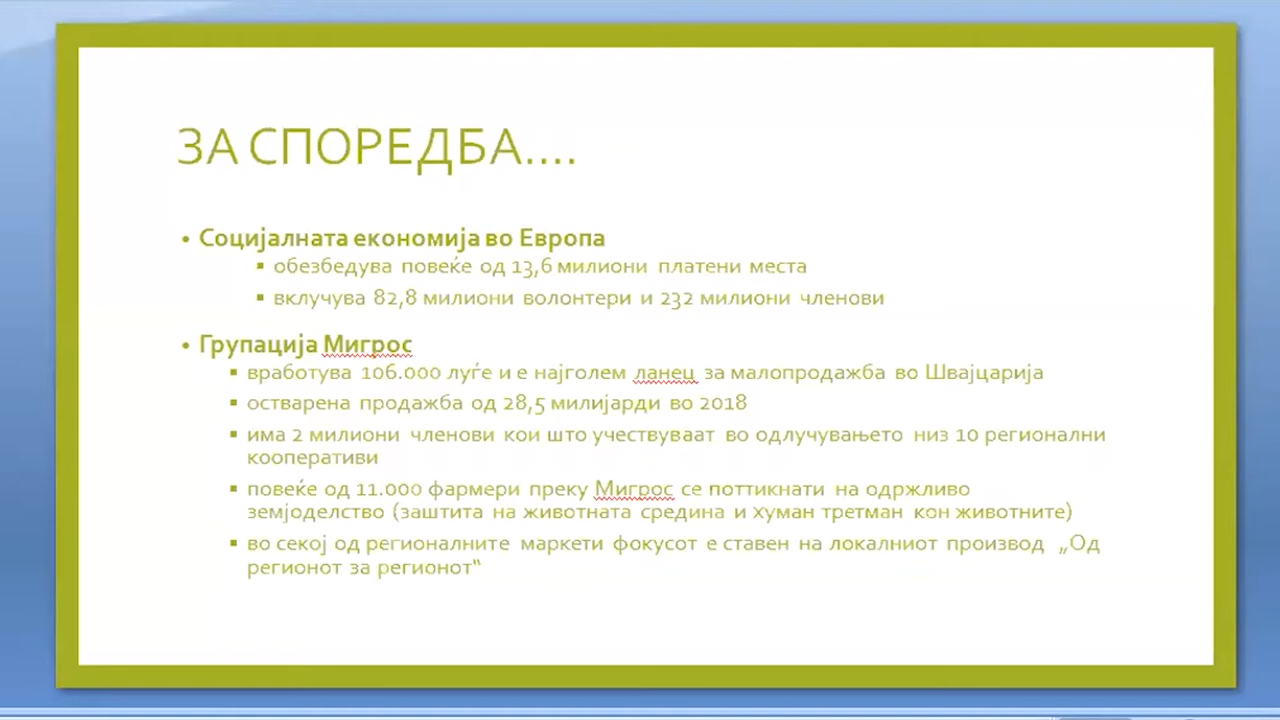 ЗА СПОРЕДБА....
• Социјалната економија во Европа
▪ обезбедува повеќе од 13,6 милиони платени места
▪ вклучува 82,8 милиони волонтери и 232 милиони членови
• Групација Мигрос
▪ вработува 106.000 луѓе и е најголем ланец за малопродажба во Швајцарија
▪ остварена продажба од 28,5 милијарди во 2018
▪ има 2 милиони членови кои што учествуваат во одлучувањето низ 10 регионални
кооперативи
▪ повеќе од 11.000 фармери преку Мигрос се поттикнати на одржливо
земјоделство (заштита на животната средина и хуман третман кон животните)
▪ во секој од регионалните маркети фокусот е ставен на локалниот производ „Од
регионот за регионот“